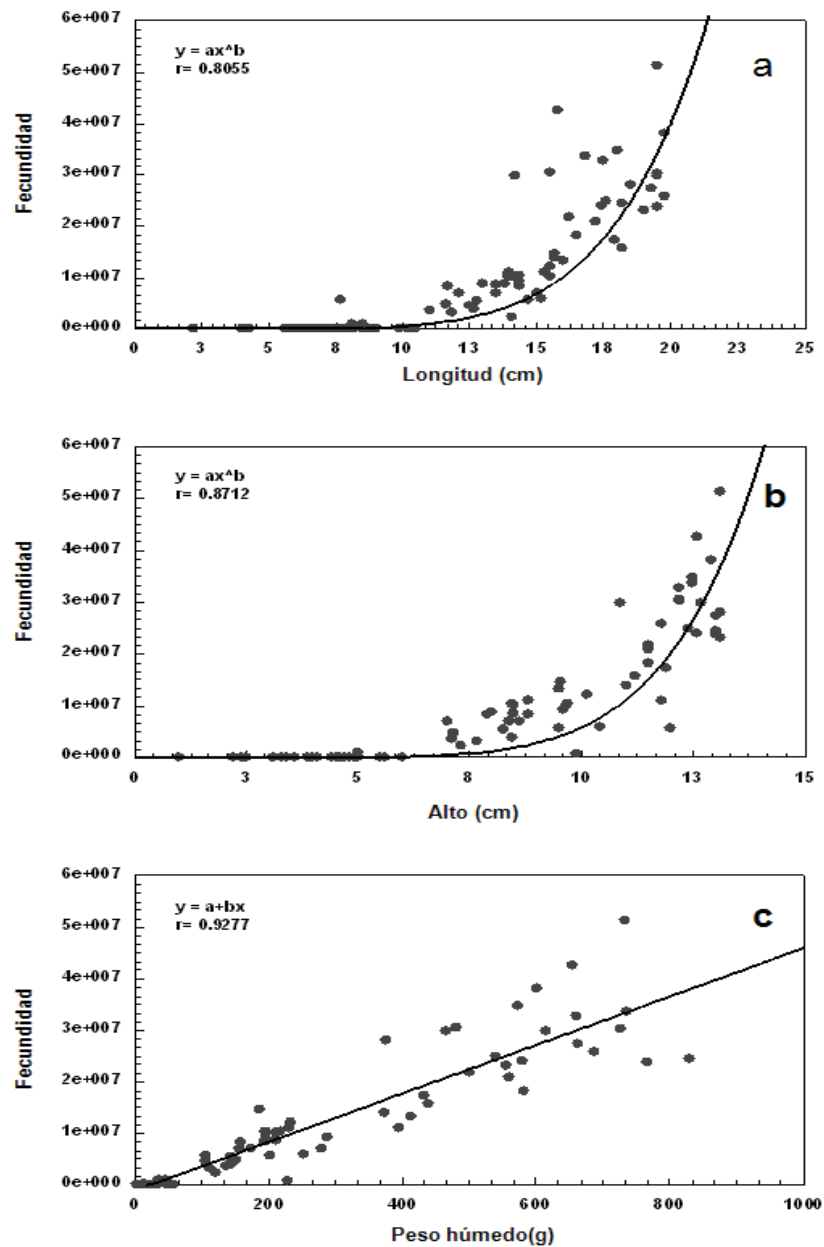 6e+007
y = ax^b
r= 0.8055
a
5e+007
4e+007
Fecundidad
3e+007
2e+007
1e+007
0e+000
0 3 5 8 10 13 15 18 20 23 25
Longitud (cm)
6e+007
y = ax^b
r= 0.8712
b
5e+007
4e+007
Fecundidad
3e+007
2e+007
1e+007
0e+000
0 3 5 8 10 13 15
Alto (cm)
6e+007
y = a+bx
r= 0.9277
c
5e+007
4e+007
Fecundidad
3e+007
2e+007
1e+007
0e+000
0 200 400 600 800 1000
Peso húmedo(g)